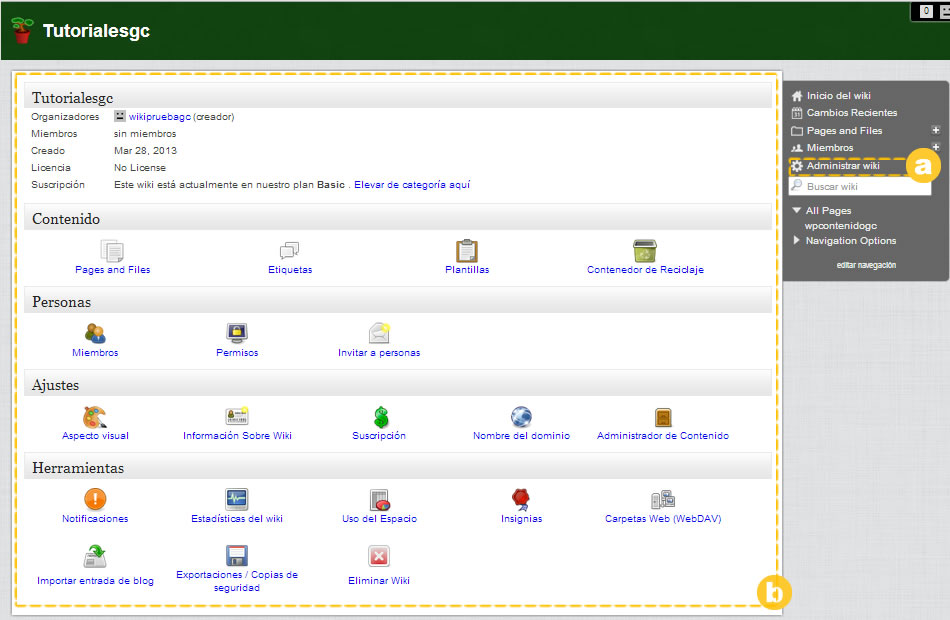 Tutorialesgc
0
Tutorialesgc
Organizadores wikipruebagc (creador)
Miembros sin miembros
Creado Mar 28, 2013
Licencia No License
Suscripción Este wiki está actualmente en nuestro plan Basic . Elevar de categoría aquí
Contenido
Pages and Files Etiquetas Plantillas Contenedor de Reciclaje
Personas
Miembros Permisos Invitar a personas
Ajustes
Aspecto visual Información Sobre Wiki Suscripción Nombre del dominio Administrador de Contenido
Herramientas
Notificaciones Estadísticas del wiki Uso del Espacio Insignias Carpetas Web (WebDAV)
Importar entrada de blog Exportaciones / Copias de
seguridad Eliminar Wiki
b
Inicio del wiki
Cambios Recientes
Pages and Files +
Miembros +
Administrar wiki a
Buscar wiki
All Pages
wpcontenidogc
Navigation Options
editar navegación